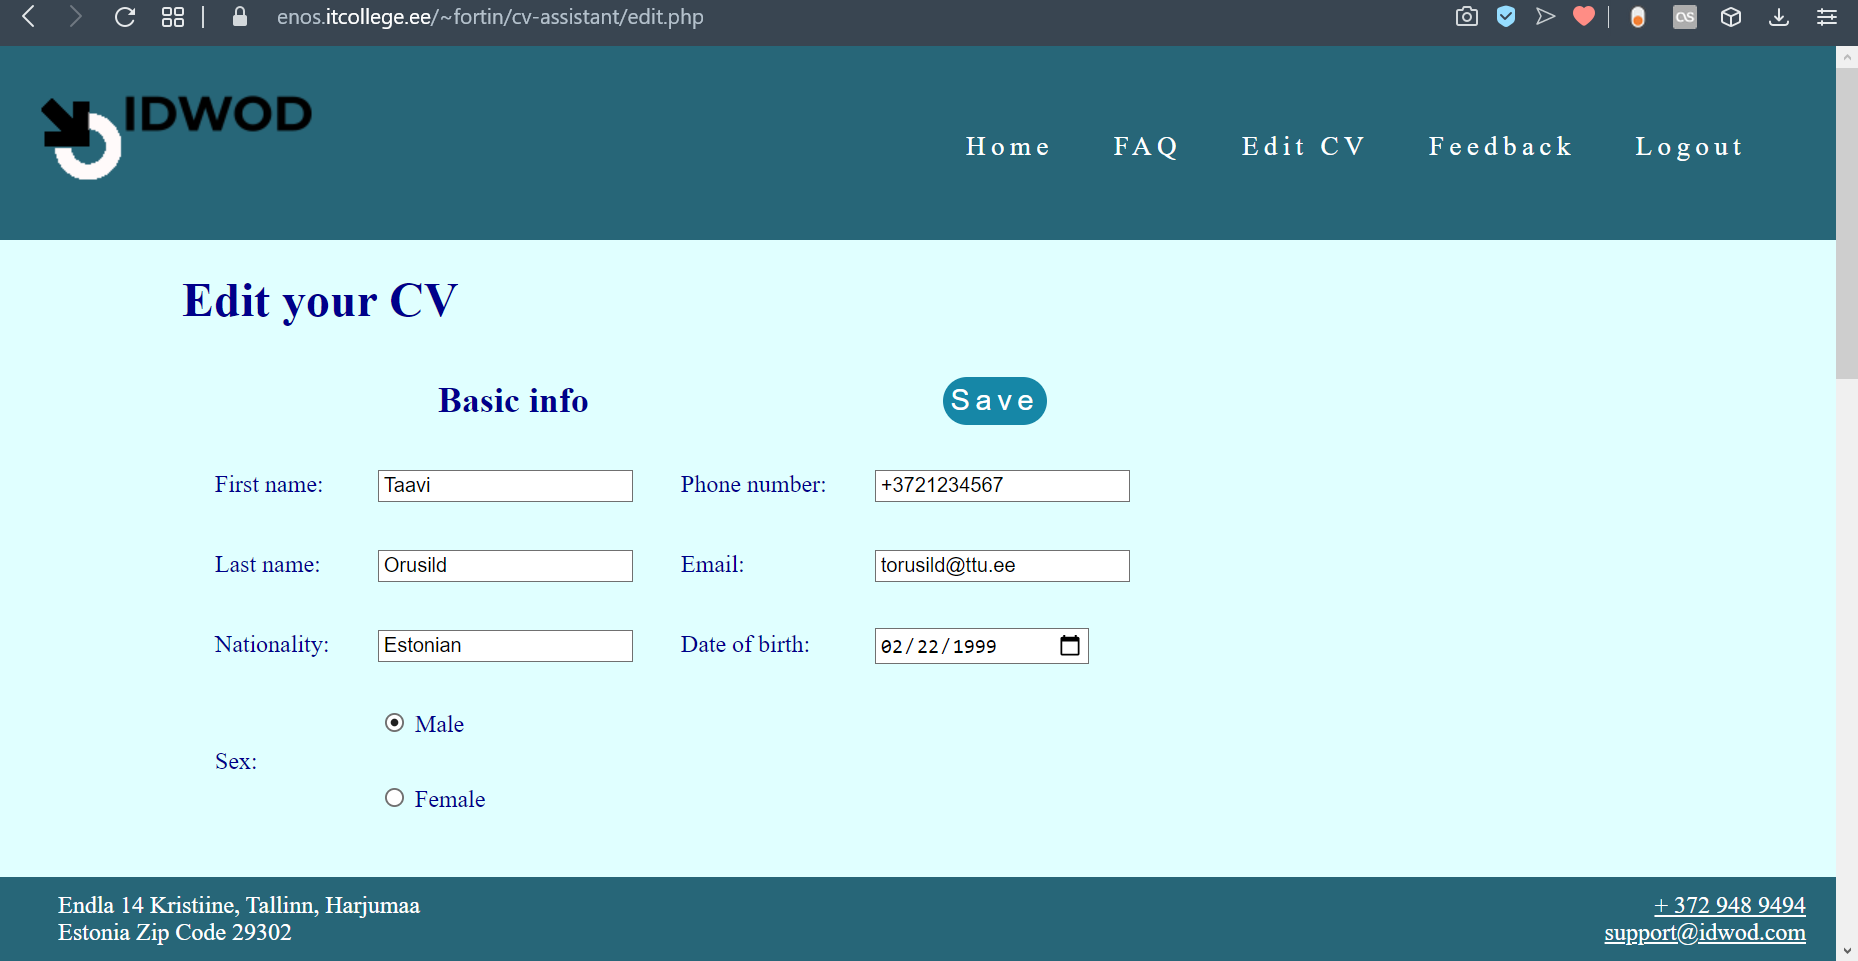 enos.itcollege.ee/~fortin/cv-assistant/edit.php
IDWOD
Home FAQ Edit CV Feedback Logout
Edit your CV
Basic info Save
First name: Taavi Phone number: +3721234567
Last name: Orusild Email: torusild@ttu.ee
Nationality: Estonian Date of birth: 02/22/1999
Male
Sex:
Female
Endla 14 Kristiine, Tallinn, Harjumaa + 372 948 9494
Estonia Zip Code 29302 support@idwod.com